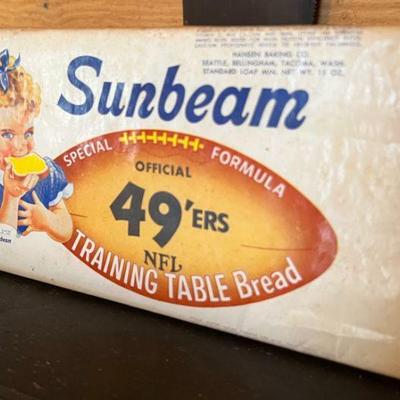 HANSEN BAKING CO.
SEATTLE, BELLINGHAM, TACOMA, WASH.
STANDARD LOAF MIN. NET WT. 15 OZ.
Sunbeam
SPECIAL FORMULA
OFFICIAL
49'ERS
NFL
TRAINING TABLE Bread